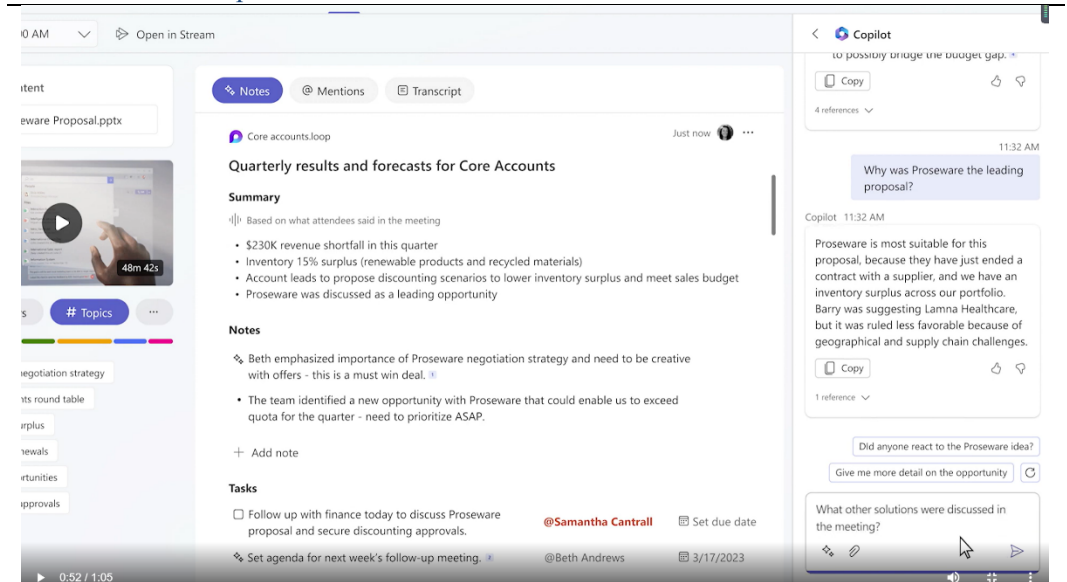 Open in Stream
Copilot
Proposal.pptx
48m 42s
# Topics
negotiation strategy
round table
Notes
@ Mentions
Transcript
Core accounts.loop
Just now
Quarterly results and forecasts for Core Accounts
Summary
Based on what attendees said in the meeting
• $230K revenue shortfall in this quarter
• Inventory 15% surplus (renewable products and recycled materials)
• Account leads to propose discounting scenarios to lower inventory surplus and meet sales budget
• Proseware was discussed as a leading opportunity
Notes
Beth emphasized importance of Proseware negotiation strategy and need to be creative
with offers - this is a must win deal.
• The team identified a new opportunity with Proseware that could enable us to exceed
quota for the quarter - need to prioritize ASAP.
+ Add note
Tasks
Follow up with finance today to discuss Proseware
proposal and secure discounting approvals.
@Samantha Cantrall
Set due date
Set agenda for next week's follow-up meeting.
@Beth Andrews
3/17/2023
0:52 / 1:05
to possibly bridge the budget gap.
Copy
4 references
11:32 AM
Why was Proseware the leading
proposal?
Copilot 11:32 AM
Proseware is most suitable for this
proposal, because they have just ended a
contract with a supplier, and we have an
inventory surplus across our portfolio.
Barry was suggesting Lamna Healthcare,
but it was ruled less favorable because of
geographical and supply chain challenges.
Copy
1 reference
Did anyone react to the Proseware idea?
Give me more detail on the opportunity
What other solutions were discussed in
the meeting?